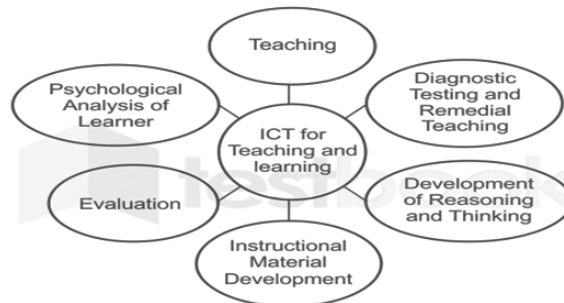 Teaching
Psychological
Analysis of
Learner
Diagnostic
Testing and
Remedial
Teaching
ICT for
Teaching and
learning
Evaluation
Development
of Reasoning
and Thinking
Instructional
Material
Development
testbook